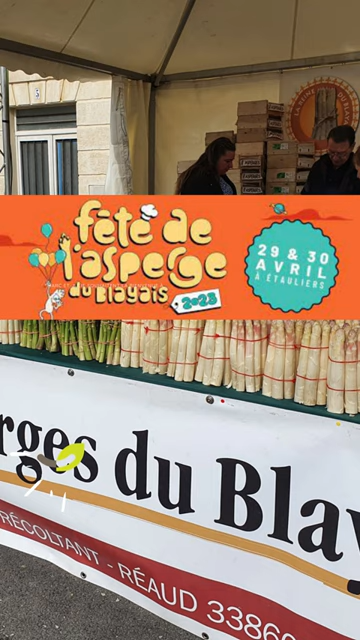 fête de
l'asperge
du Blayais
2023
29 & 30
AVRIL
À ÉTAULIERS
rges du Blay
RÉCOLTANT - RÉAUD 3386